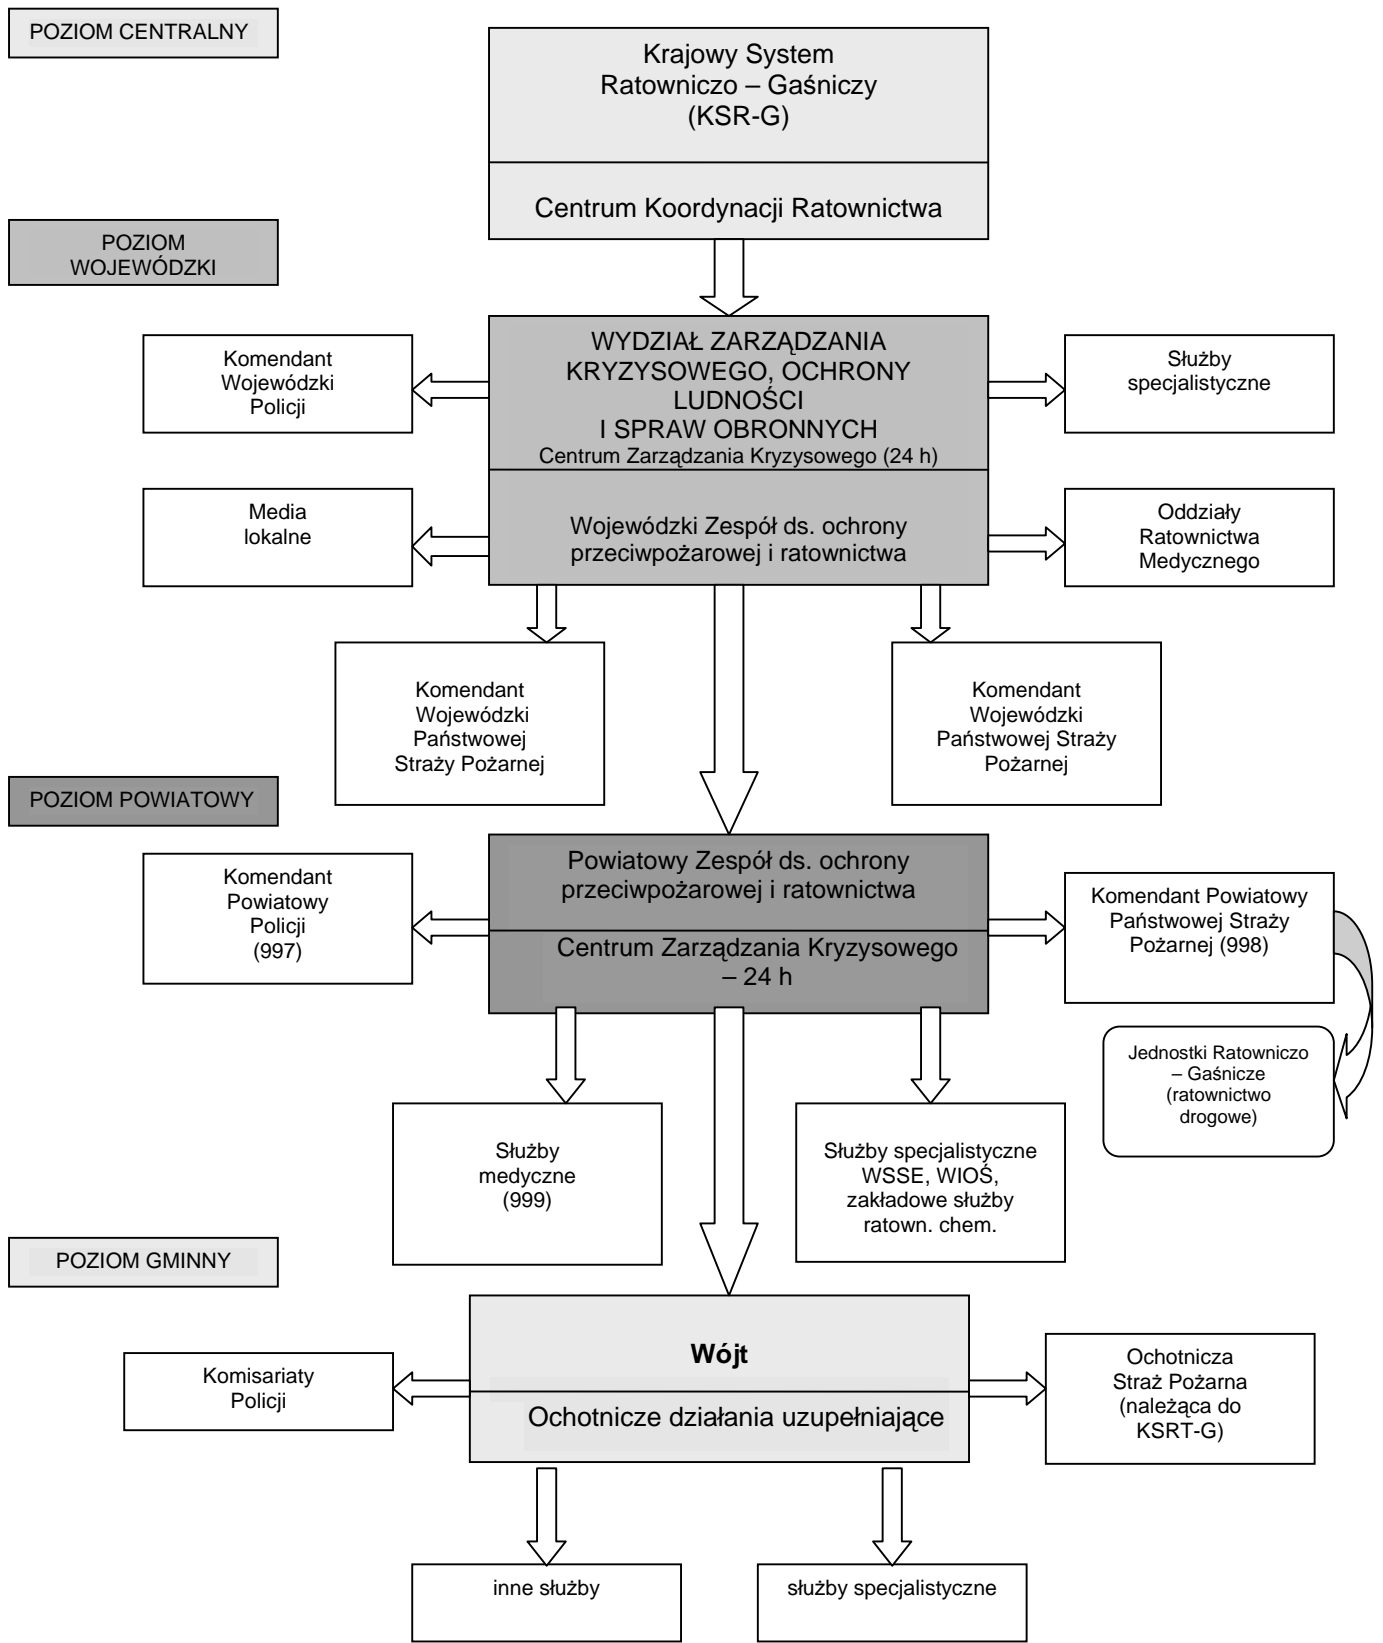 POZIOM CENTRALNY
Krajowy System
Ratowniczo – Gaśniczy
(KSR-G)
Centrum Koordynacji Ratownictwa
POZIOM
WOJEWÓDZKI
WYDZIAŁ ZARZĄDZANIA
KRYZYSOWEGO, OCHRONY
LUDNOŚCI
I SPRAW OBRONNYCH
Centrum Zarządzania Kryzysowego (24 h)
Komendant
Wojewódzki
Policji
Służby
specjalistyczne
Media
lokalne
Wojewódzki Zespół ds. ochrony
przeciwpożarowej i ratownictwa
Oddziały
Ratownictwa
Medycznego
Komendant
Wojewódzki
Państwowej
Straży Pożarnej
Komendant
Wojewódzki
Państwowej Straży
Pożarnej
POZIOM POWIATOWY
Powiatowy Zespół ds. ochrony
przeciwpożarowej i ratownictwa
Centrum Zarządzania Kryzysowego
– 24 h
Komendant
Powiatowy
Policji
(997)
Komendant Powiatowy
Państwowej Straży
Pożarnej (998)
Jednostki Ratowniczo
– Gaśnicze
(ratownictwo
drogowe)
Służby
medyczne
(999)
Służby specjalistyczne
WSSE, WIOŚ,
zakładowe służby
ratown. chem.
POZIOM GMINNY
Wójt
Ochotnicze działania uzupełniające
Komisariaty
Policji
Ochotnicza
Straż Pożarna
(należąca do
KSRT-G)
inne służby
służby specjalistyczne